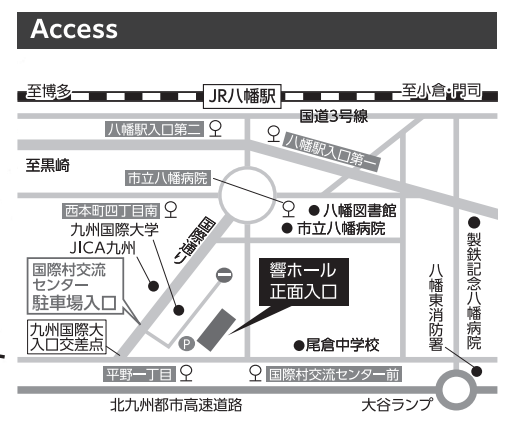 Access
至博多
JR八幡駅
至小倉・門司
国道3号線
八幡駅入口第二
八幡駅入口第一
至黒崎
市立八幡病院
西本町四丁目南
国際通り
八幡図書館
市立八幡病院
九州国際大学
JICA九州
製鉄記念八幡病院
国際村交流
センター
駐車場入口
響ホール
正面入口
八幡東消防署
九州国際大
入口交差点
P
尾倉中学校
平野一丁目
国際村交流センター前
北九州都市高速道路
大谷ランプ